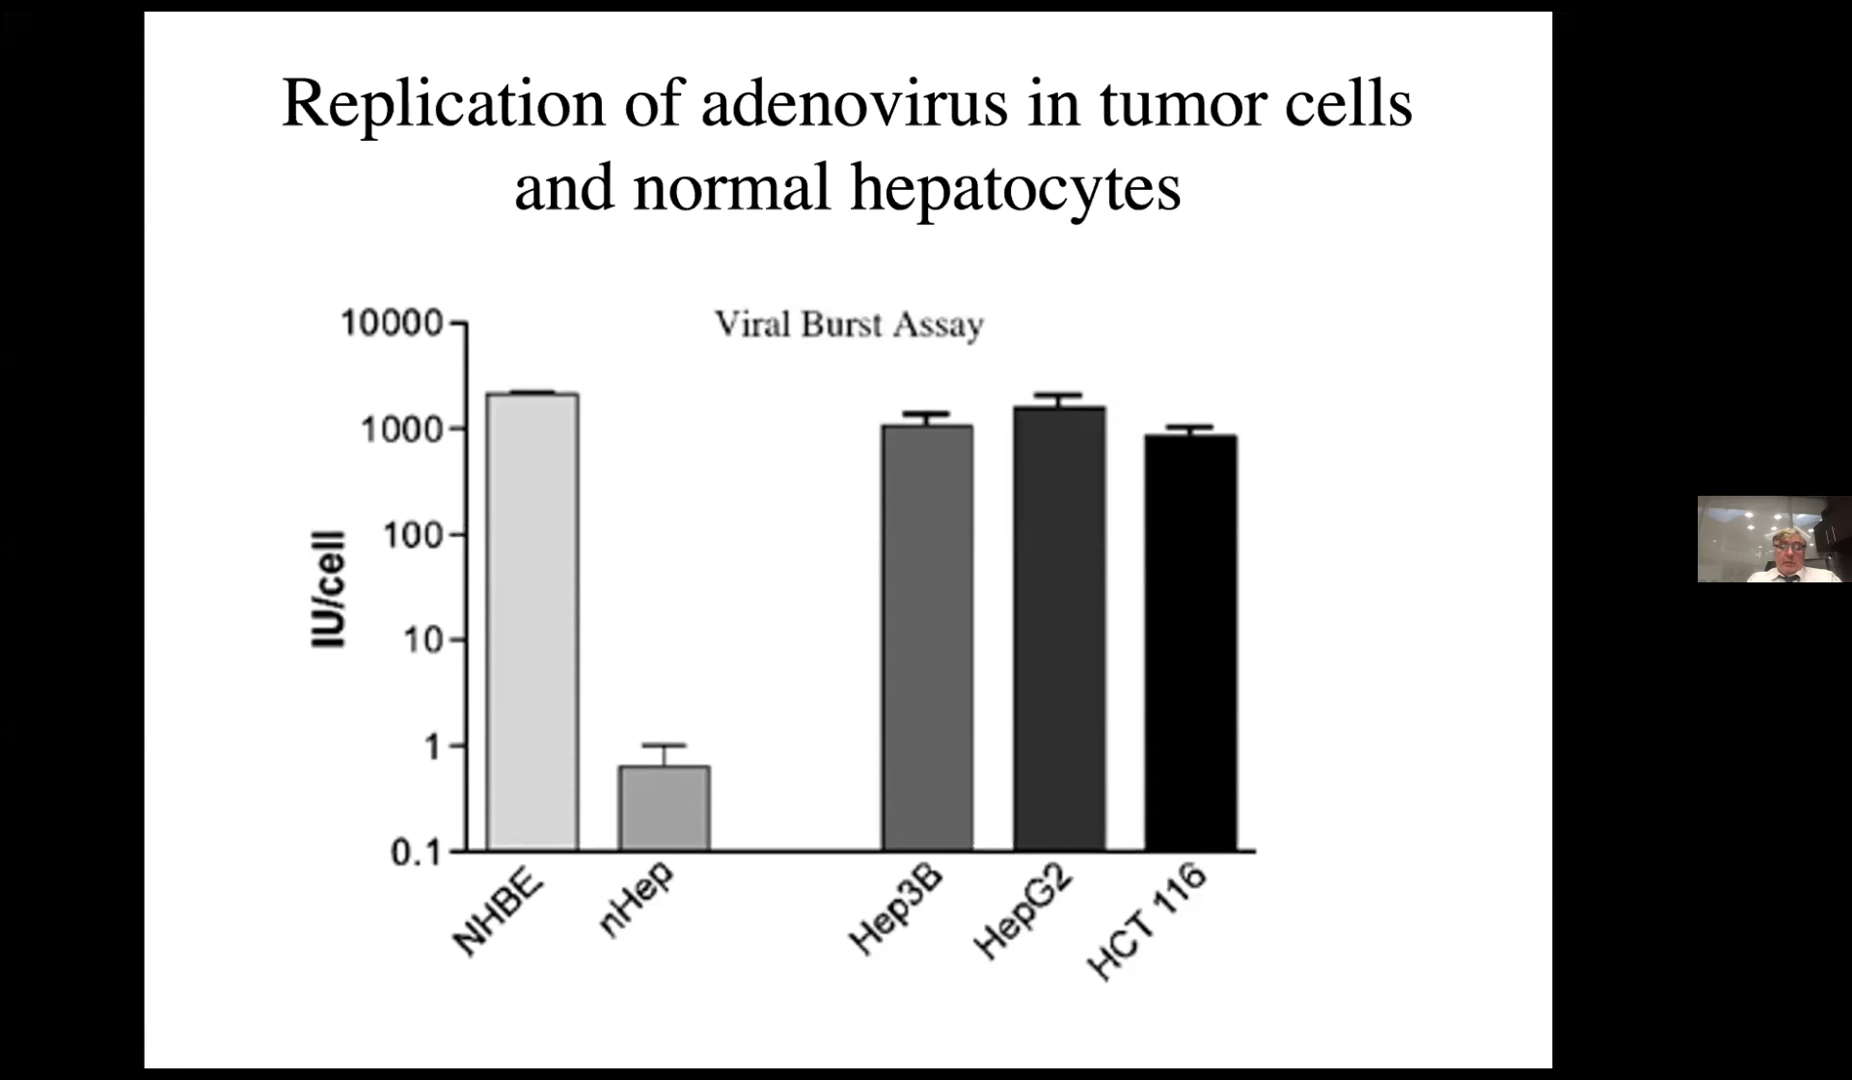 Replication of adenovirus in tumor cells
and normal hepatocytes
Viral Burst Assay
10000
1000
100
10
1
0.1
IU/cell
NHBE
nHep
Hep3B
HepG2
HCT 116